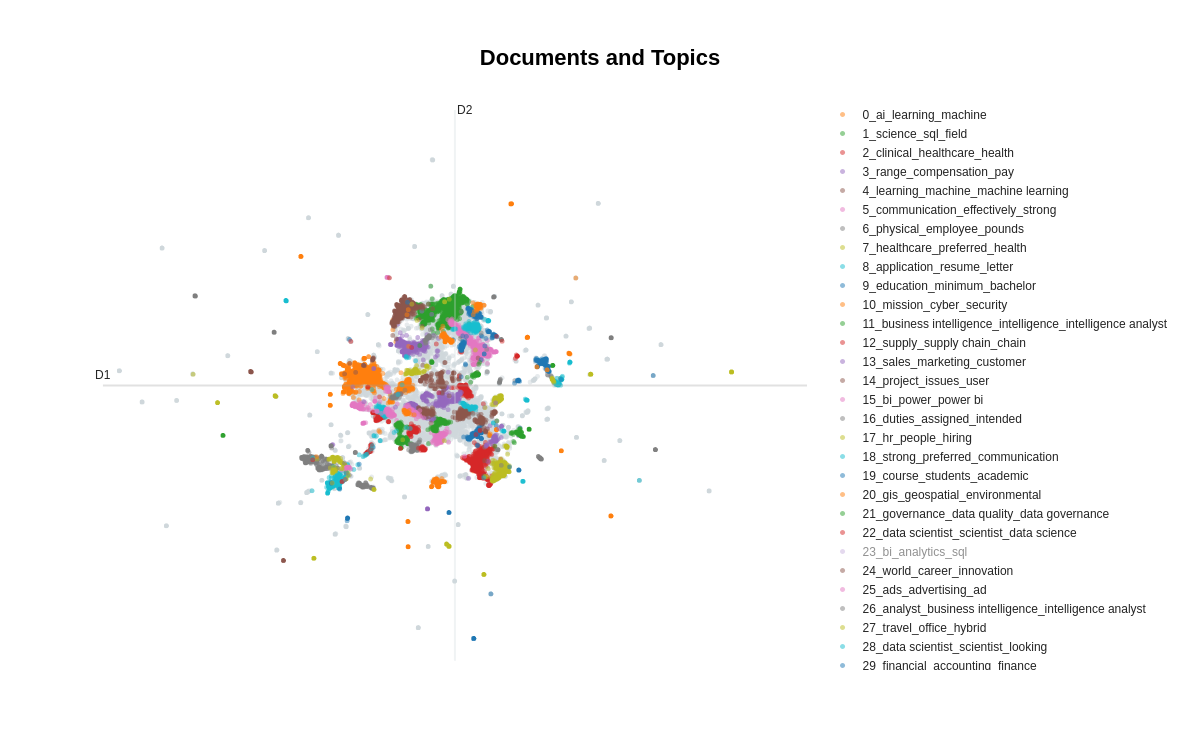 Documents and Topics
D2
D1
0_ai_learning_machine
1_science_sql_field
2_clinical_healthcare_health
3_range_compensation_pay
4_learning_machine_machine learning
5_communication_effectively_strong
6_physical_employee_pounds
7_healthcare_preferred_health
8_application_resume_letter
9_education_minimum_bachelor
10_mission_cyber_security
11_business intelligence_intelligence_intelligence analyst
12_supply_supply chain_chain
13_sales_marketing_customer
14_project_issues_user
15_bi_power_power bi
16_duties_assigned_intended
17_hr_people_hiring
18_strong_preferred_communication
19_course_students_academic
20_gis_geospatial_environmental
21_governance_data quality_data governance
22_data scientist_scientist_data science
23_bi_analytics_sql
24_world_career_innovation
25_ads_advertising_ad
26_analyst_business intelligence_intelligence analyst
27_travel_office_hybrid
28_data scientist_scientist_looking
29_financial_accounting_finance